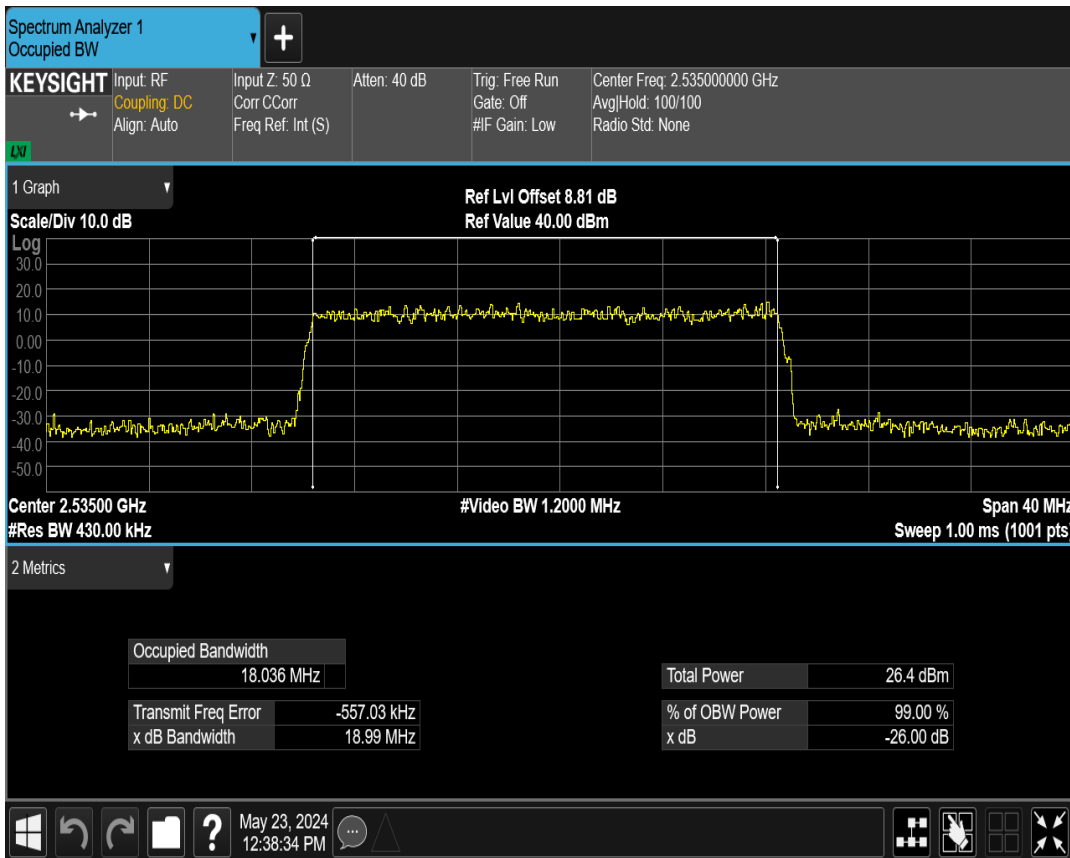 Spectrum Analyzer 1
Occupied BW
+
KEYSIGHT Input: RF Input Z: 50 Ω Atten: 40 dB Trig: Free Run Center Freq: 2.535000000 GHz
Coupling: DC Corr CCorr Gate: Off Avg|Hold: 100/100
Align: Auto Freq Ref: Int (S) #IF Gain: Low Radio Std: None
LXI
1 Graph
Ref Lvl Offset 8.81 dB
Scale/Div 10.0 dB Ref Value 40.00 dBm
Log
30.0
20.0
10.0
0.00
-10.0
-20.0
-30.0
-40.0
-50.0
Center 2.53500 GHz #Video BW 1.2000 MHz Span 40 MHz
#Res BW 430.00 kHz Sweep 1.00 ms (1001 pts)
2 Metrics
Occupied Bandwidth
18.036 MHz Total Power 26.4 dBm
Transmit Freq Error -557.03 kHz % of OBW Power 99.00 %
x dB Bandwidth 18.99 MHz x dB -26.00 dB
? May 23, 2024
12:38:34 PM